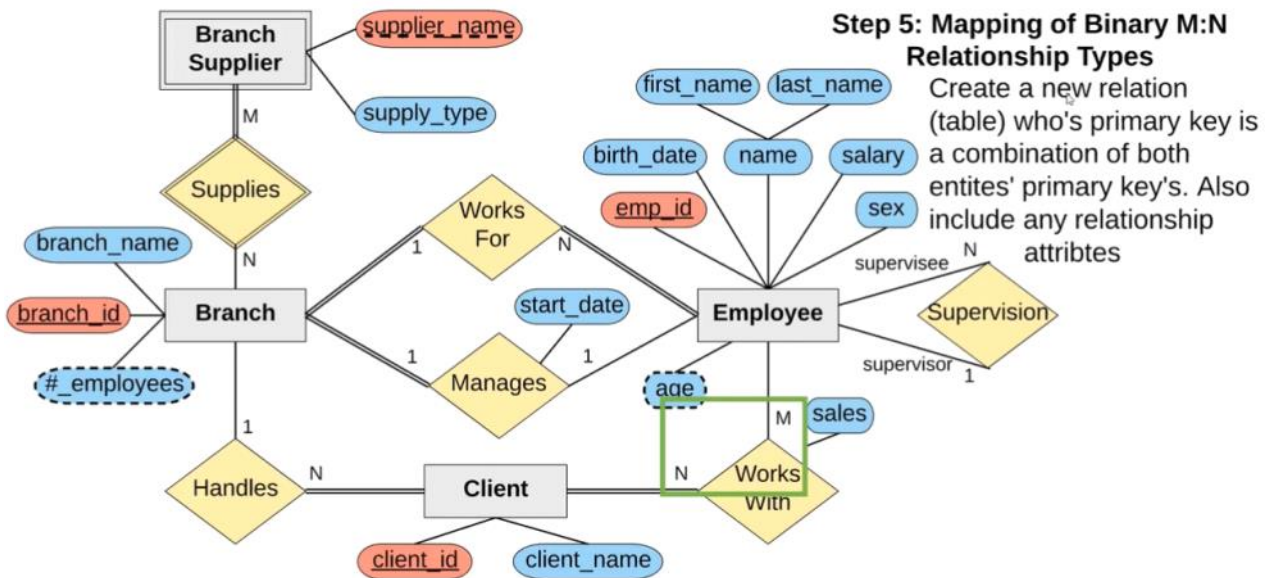 Step 5: Mapping of Binary M:N
Relationship Types
Create a new relation
(table) who's primary key is
a combination of both
entites' primary key's. Also
include any relationship
attribtes
Branch
Supplier
supplier_name
supply_type
M
Supplies
N
branch_name
branch_id
#_employees
Branch
1
Works
For
N
start_date
1
Manages
1
first_name
last_name
birth_date
name
salary
emp_id
sex
Employee
supervisee
N
Supervision
supervisor
1
age
M
sales
1
Handles
N
Client
N
Works
With
client_id
client_name